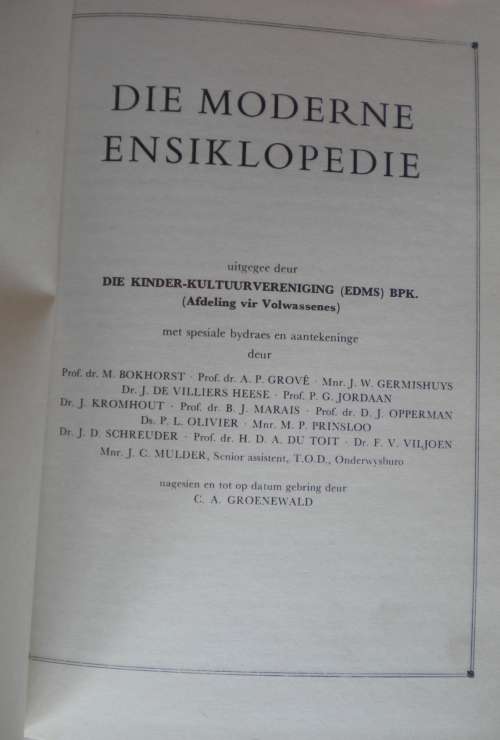 DIE MODERNE
ENSIKLOPEDIE
uitgegee deur
DIE KINDER-KULTUURVERENIGING (EDMS) BPK.
(Afdeling vir Volwassenes)
met spesiale bydraes en aantekeninge
deur
Prof. dr. M. BOKHORST · Prof. dr. A. P. GROVÉ · Mnr. J. W. GERMISHUYS
Dr. J. DE VILLIERS HEESE · Prof. P. G. JORDAAN
Dr. J. KROMHOUT · Prof. dr. B. J. MARAIS · Prof. dr. D. J. OPPERMAN
Ds. P. L. OLIVIER · Mnr. M. P. PRINSLOO
Dr. J. D. SCHREUDER · Prof. dr. H. D. A. DU TOIT · Dr. F. V. VILJOEN
Mnr. J. C. MULDER, Senior assistent, T.O.D., Onderwysburo
nagesien en tot op datum gebring deur
C. A. GROENEWALD